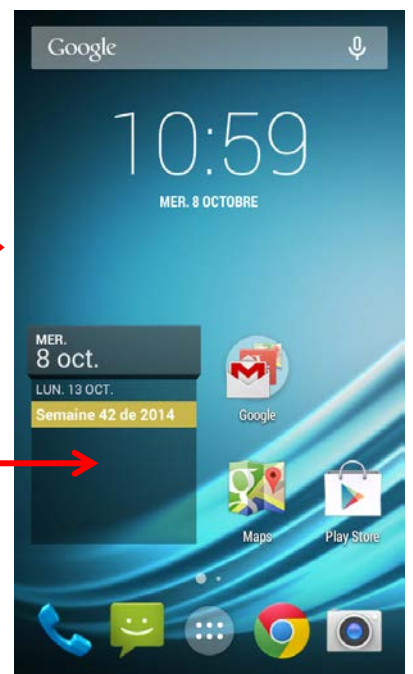 Google
10:59
MER. 8 OCTOBRE
MER.
8 oct.
LUN. 13 OCT.
Semaine 42 de 2014
Google
Maps
Play Store